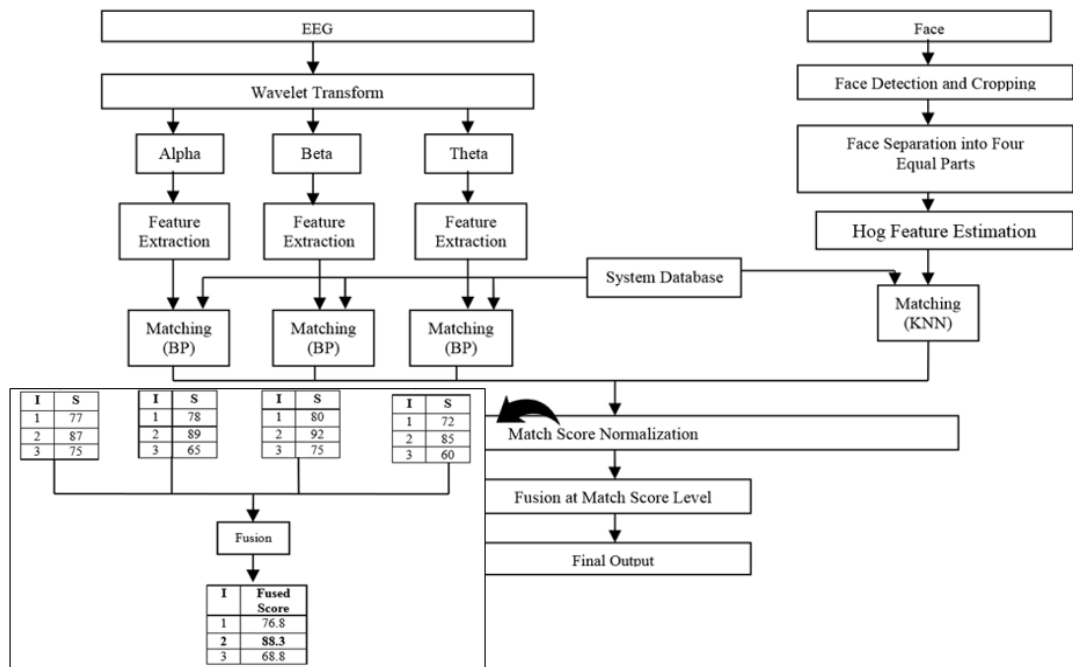 EEG
Face
Wavelet Transform
Face Detection and Cropping
Alpha
Beta
Theta
Face Separation into Four
Equal Parts
Feature
Extraction
Feature
Extraction
Feature
Extraction
Hog Feature Estimation
System Database
Matching
(BP)
Matching
(BP)
Matching
(BP)
Matching
(KNN)
I S
1 77
2 87
3 75
I S
1 78
2 89
3 65
I S
1 80
2 92
3 75
I S
1 72
2 85
3 60
Match Score Normalization
Fusion at Match Score Level
Fusion
Final Output
I Fused
Score
1 76.8
2 88.3
3 68.8